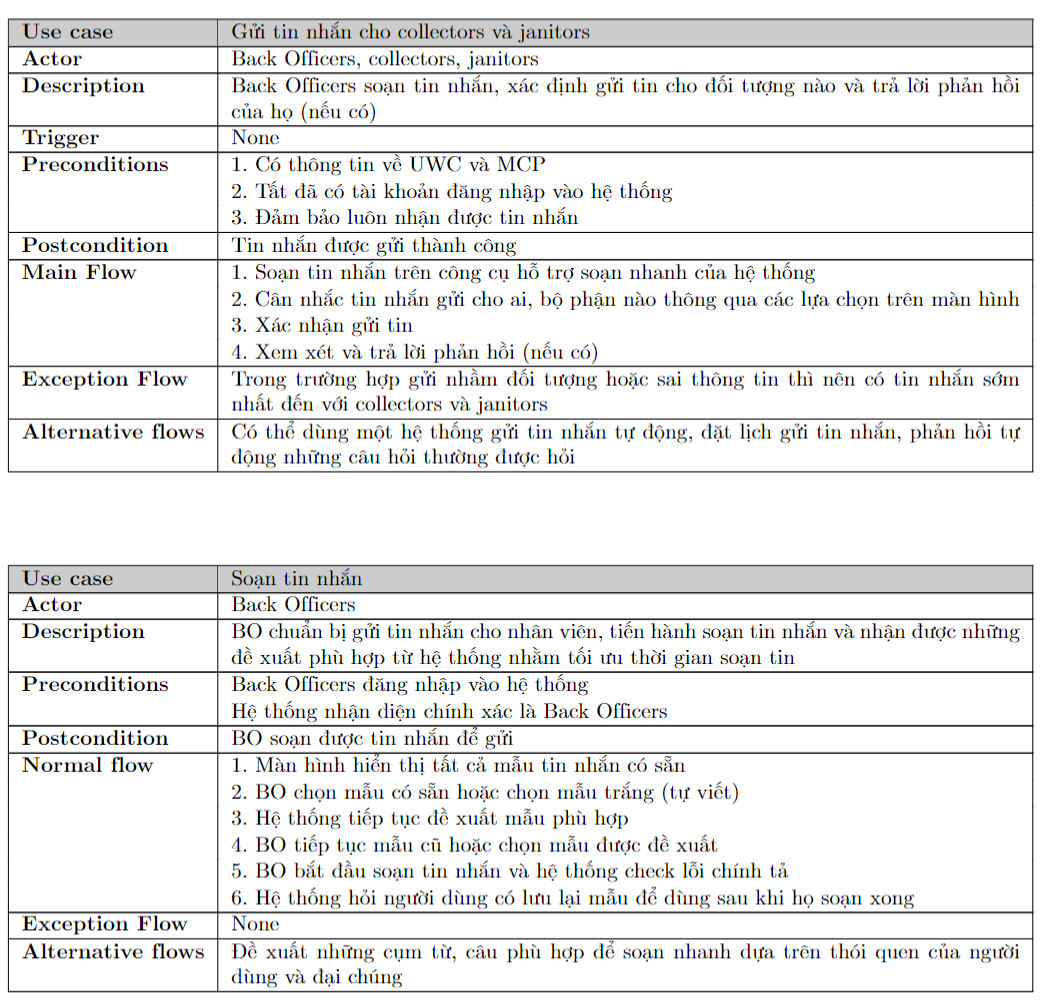 Use case Gửi tin nhắn cho collectors và janitors
Actor Back Officers, collectors, janitors
Description Back Officers soạn tin nhắn, xác định gửi tin cho đối tượng nào và trả lời phản hồi
của họ (nếu có)
Trigger None
Preconditions 1. Có thông tin về UWC và MCP
2. Tất đã có tài khoản đăng nhập vào hệ thống
3. Đảm bảo luôn nhận được tin nhắn
Postcondition Tin nhắn được gửi thành công
Main Flow 1. Soạn tin nhắn trên công cụ hỗ trợ soạn nhanh của hệ thống
2. Cân nhắc tin nhắn gửi cho ai, bộ phận nào thông qua các lựa chọn trên màn hình
3. Xác nhận gửi tin
4. Xem xét và trả lời phản hồi (nếu có)
Exception Flow Trong trường hợp gửi nhầm đối tượng hoặc sai thông tin thì nên có tin nhắn sớm
nhất đến với collectors và janitors
Alternative flows Có thể dùng một hệ thống gửi tin nhắn tự động, đặt lịch gửi tin nhắn, phản hồi tự
động những câu hỏi thường được hỏi
Use case Soạn tin nhắn
Actor Back Officers
Description BO chuẩn bị gửi tin nhắn cho nhân viên, tiến hành soạn tin nhắn và nhận được những
đề xuất phù hợp từ hệ thống nhằm tối ưu thời gian soạn tin
Preconditions Back Officers đăng nhập vào hệ thống
Hệ thống nhận diện chính xác là Back Officers
Postcondition BO soạn được tin nhắn để gửi
Normal flow 1. Màn hình hiển thị tất cả mẫu tin nhắn có sẵn
2. BO chọn mẫu có sẵn hoặc chọn mẫu trắng (tự viết)
3. Hệ thống tiếp tục đề xuất mẫu phù hợp
4. BO tiếp tục mẫu cũ hoặc chọn mẫu được đề xuất
5. BO bắt đầu soạn tin nhắn và hệ thống check lỗi chính tả
6. Hệ thống hỏi người dùng có lưu lại mẫu để dùng sau khi họ soạn xong
Exception Flow None
Alternative flows Đề xuất những cụm từ, câu phù hợp để soạn nhanh dựa trên thói quen của người
dùng và đại chúng